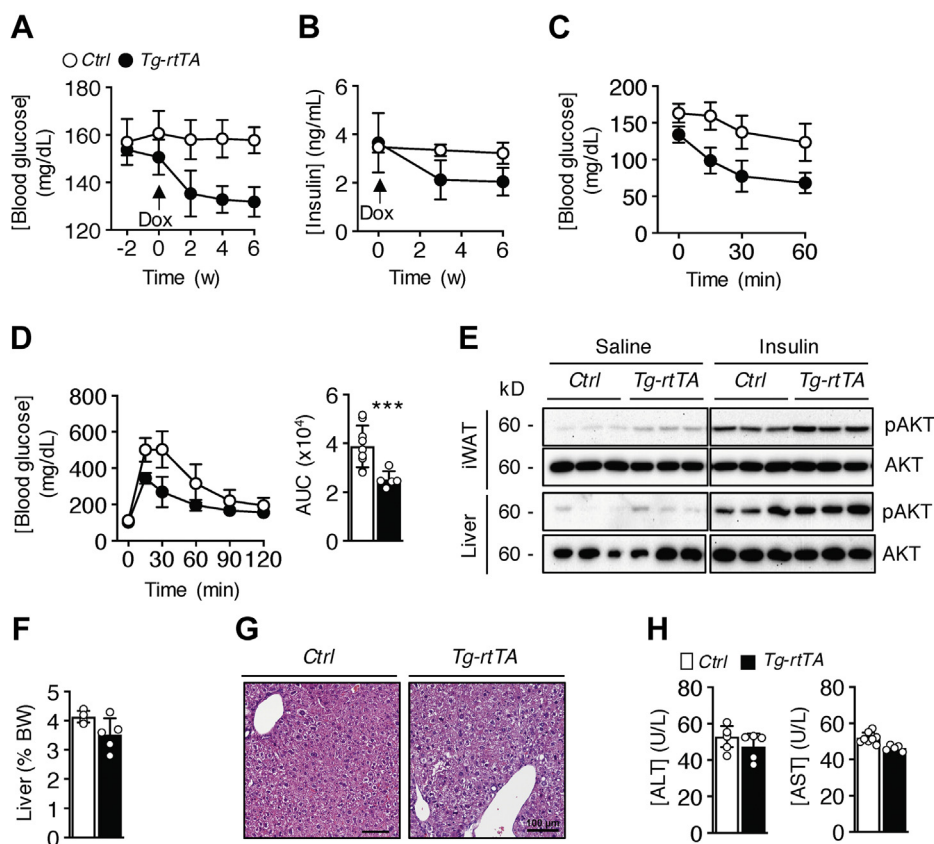 A
B
C
Ctrl Tg-rtTA
[Blood glucose]
(mg/dL)
160
140
120
Dox
-2 0 2 4 6
Time (w)
[Insulin] (ng/mL)
6
4
2
0
Dox
0 2 4 6
Time (w)
[Blood glucose]
(mg/dL)
200
150
100
50
0
0 30 60
Time (min)
D
[Blood glucose]
(mg/dL)
800
600
400
200
0
0 30 60 90 120
Time (min)
AUC (x10⁴)
6
4
2
0
***
E
Saline Insulin
kD Ctrl Tg-rtTA Ctrl Tg-rtTA
iWAT
60 - pAKT
60 - AKT
Liver
60 - pAKT
60 - AKT
F
Liver (% BW)
5
4
3
2
1
0
G
Ctrl Tg-rtTA
100 µm
H
Ctrl Tg-rtTA
[ALT] (U/L)
80
60
40
20
0
[AST] (U/L)
80
60
40
20
0